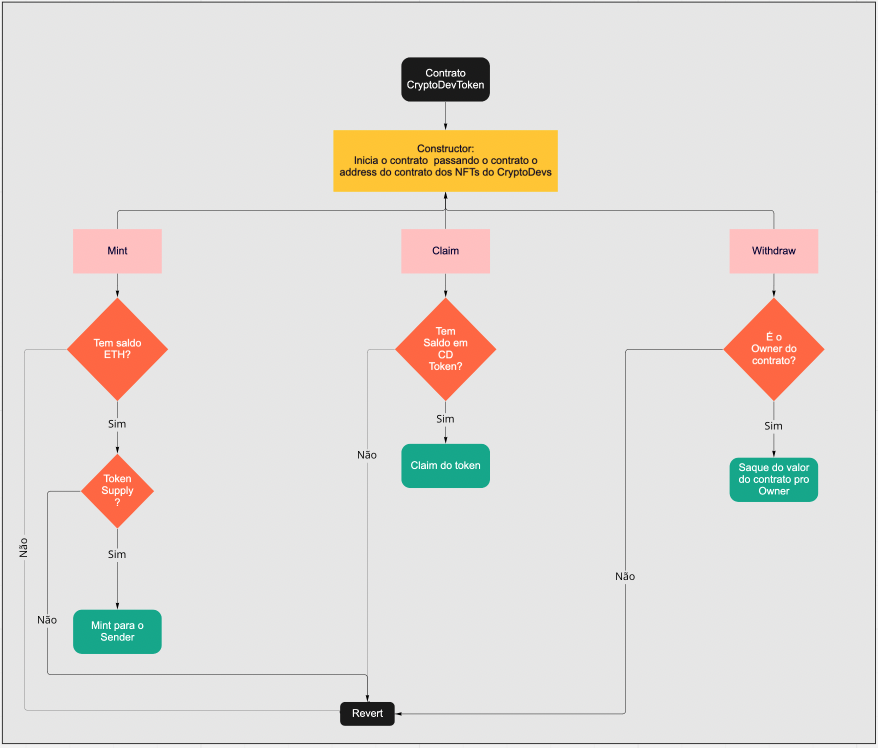 Contrato
CryptoDevToken
Constructor:
Inicia o contrato passando o contrato o
address do contrato dos NFTs do CryptoDevs
Mint
Claim
Withdraw
Tem saldo
ETH?
Tem
Saldo em
CD
Token?
É o
Owner do
contrato?
Sim
Sim
Sim
Não
Token
Supply
?
Claim do token
Saque do valor
do contrato pro
Owner
Não
Sim
Não
Não
Mint para o
Sender
Revert